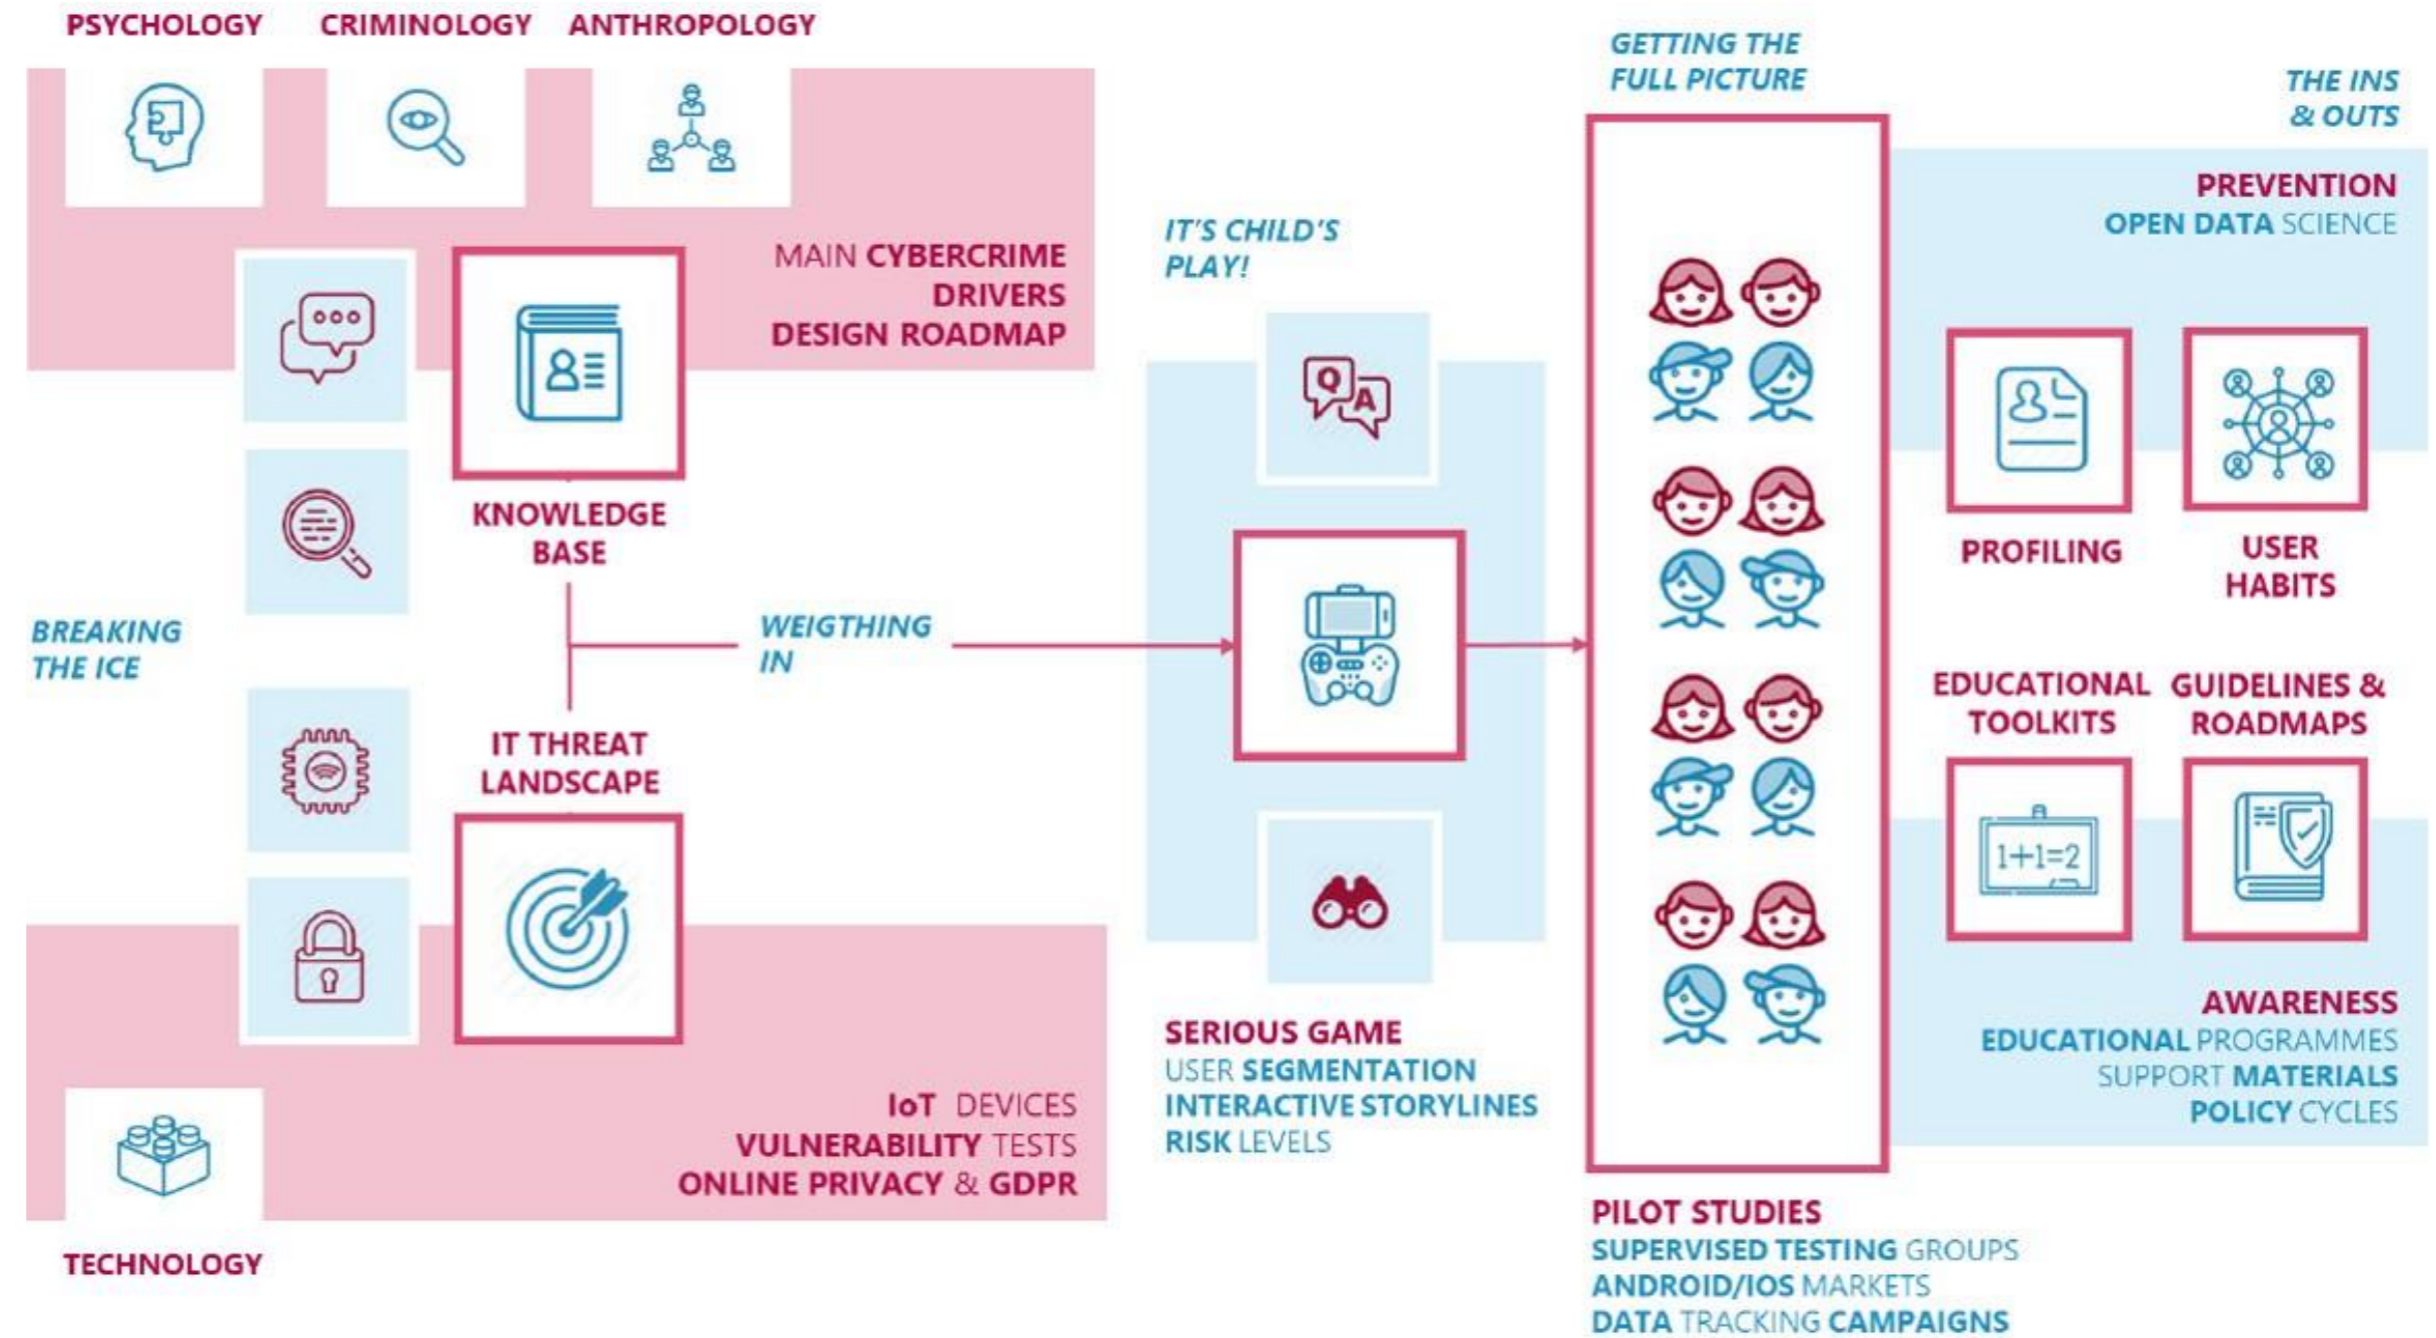 PSYCHOLOGY
CRIMINOLOGY
ANTHROPOLOGY
MAIN CYBERCRIME
DRIVERS
DESIGN ROADMAP
KNOWLEDGE
BASE
BREAKING
THE ICE
WEIGTHING
IN
IT THREAT
LANDSCAPE
IoT DEVICES
VULNERABILITY TESTS
ONLINE PRIVACY & GDPR
TECHNOLOGY
IT'S CHILD'S
PLAY!
Q
A
SERIOUS GAME
USER SEGMENTATION
INTERACTIVE STORYLINES
RISK LEVELS
GETTING THE
FULL PICTURE
PILOT STUDIES
SUPERVISED TESTING GROUPS
ANDROID/IOS MARKETS
DATA TRACKING CAMPAIGNS
THE INS
& OUTS
PREVENTION
OPEN DATA SCIENCE
PROFILING
USER
HABITS
EDUCATIONAL
TOOLKITS
GUIDELINES &
ROADMAPS
1+1=2
AWARENESS
EDUCATIONAL PROGRAMMES
SUPPORT MATERIALS
POLICY CYCLES